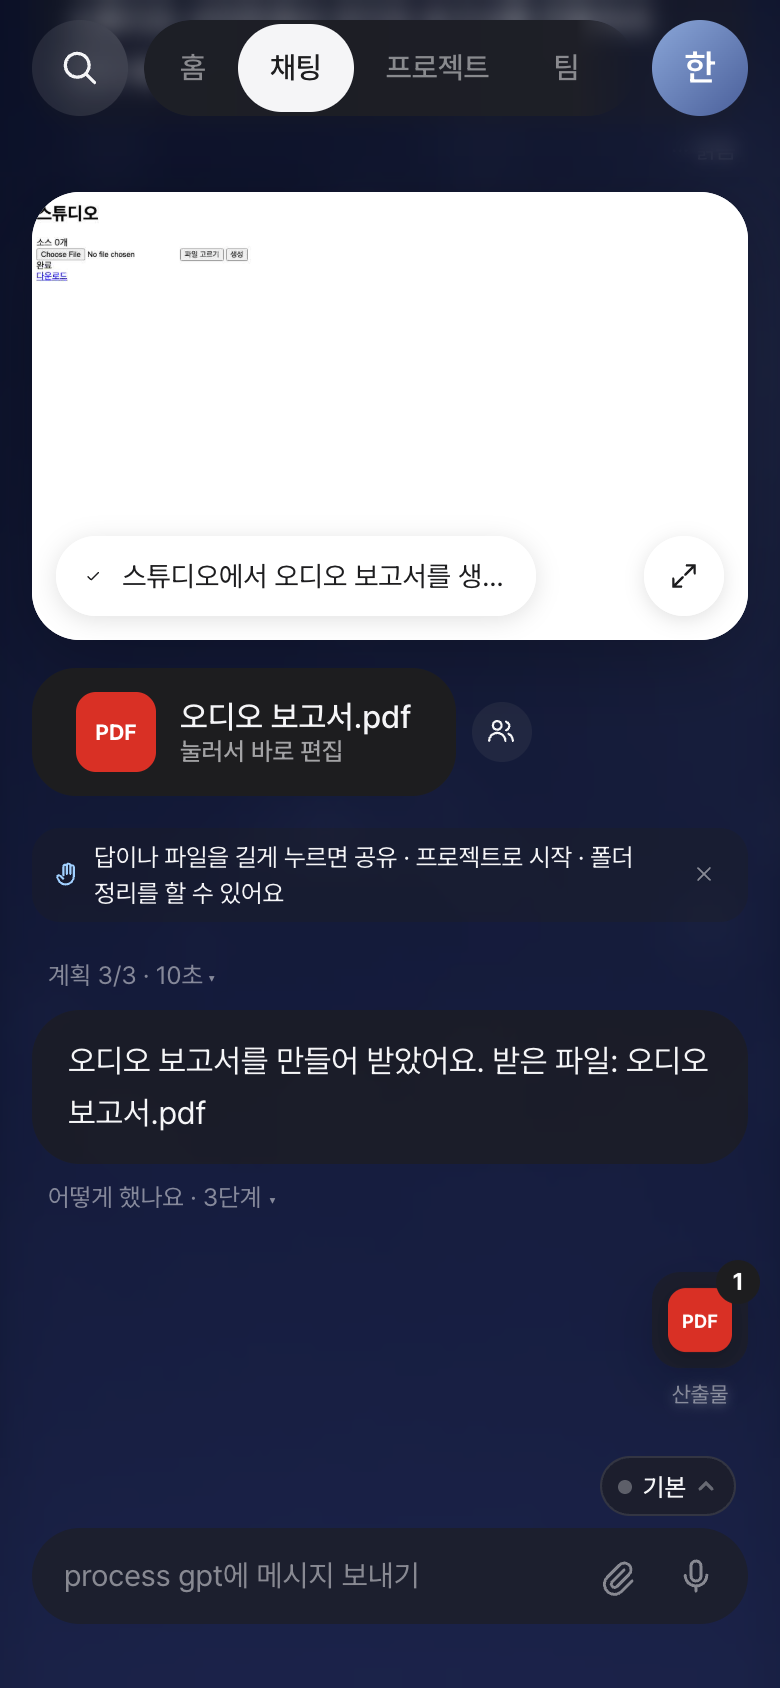 홈
채팅
프로젝트
팀
한
스튜디오
소스 0개
Choose File No file chosen 파일 고르기 생성
완료
다운로드
스튜디오에서 오디오 보고서를 생...
PDF
오디오 보고서.pdf
눌러서 바로 편집
답이나 파일을 길게 누르면 공유 · 프로젝트로 시작 · 폴더
정리를 할 수 있어요
계획 3/3 · 10초
오디오 보고서를 만들어 받았어요. 받은 파일: 오디오
보고서.pdf
어떻게 했나요 · 3단계
1
PDF
산출물
기본
process gpt에 메시지 보내기